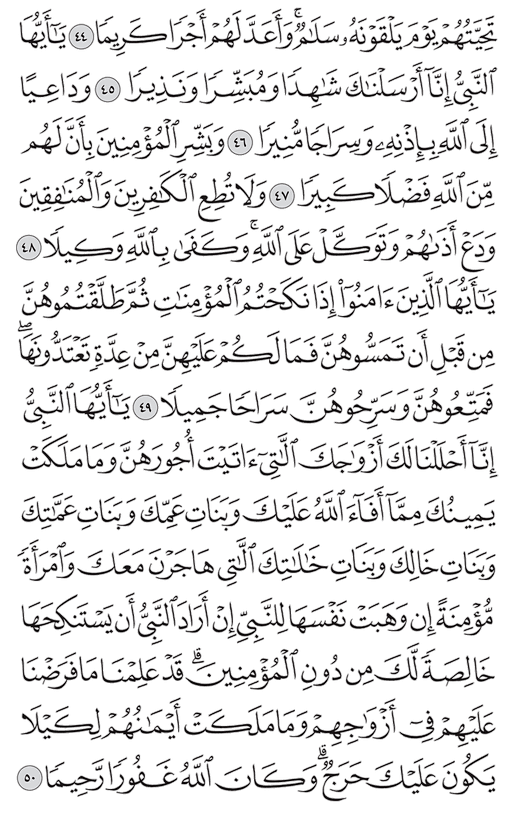 تَحِيَّتُهُمْ يَوْمَ يَلْقَوْنَهُۥ سَلَٰمٌۚ وَأَعَدَّ لَهُمْ أَجْرًا كَرِيمًا ٤٤ يَٰٓأَيُّهَا
ٱلنَّبِيُّ إِنَّآ أَرْسَلْنَٰكَ شَٰهِدًا وَمُبَشِّرًا وَنَذِيرًا ٤٥ وَدَاعِيًا
إِلَى ٱللَّهِ بِإِذْنِهِۦ وَسِرَاجًا مُّنِيرًا ٤٦ وَبَشِّرِ ٱلْمُؤْمِنِينَ بِأَنَّ لَهُم
مِّنَ ٱللَّهِ فَضْلًا كَبِيرًا ٤٧ وَلَا تُطِعِ ٱلْكَٰفِرِينَ وَٱلْمُنَٰفِقِينَ
وَدَعْ أَذَىٰهُمْ وَتَوَكَّلْ عَلَى ٱللَّهِۚ وَكَفَىٰ بِٱللَّهِ وَكِيلًا ٤٨
يَٰٓأَيُّهَا ٱلَّذِينَ ءَامَنُوٓا۟ إِذَا نَكَحْتُمُ ٱلْمُؤْمِنَٰتِ ثُمَّ طَلَّقْتُمُوهُنَّ
مِن قَبْلِ أَن تَمَسُّوهُنَّ فَمَا لَكُمْ عَلَيْهِنَّ مِنْ عِدَّةٍ تَعْتَدُّونَهَاۖ
فَمَتِّعُوهُنَّ وَسَرِّحُوهُنَّ سَرَاحًا جَمِيلًا ٤٩ يَٰٓأَيُّهَا ٱلنَّبِيُّ
إِنَّآ أَحْلَلْنَا لَكَ أَزْوَٰجَكَ ٱلَّٰتِيٓ ءَاتَيْتَ أُجُورَهُنَّ وَمَا مَلَكَتْ
يَمِينُكَ مِمَّآ أَفَآءَ ٱللَّهُ عَلَيْكَ وَبَنَاتِ عَمِّكَ وَبَنَاتِ عَمَّٰتِكَ
وَبَنَاتِ خَالِكَ وَبَنَاتِ خَٰلَٰتِكَ ٱلَّٰتِي هَاجَرْنَ مَعَكَ وَٱمْرَأَةً
مُّؤْمِنَةً إِن وَهَبَتْ نَفْسَهَا لِلنَّبِيِّ إِنْ أَرَادَ ٱلنَّبِيُّ أَن يَسْتَنكِحَهَا
خَالِصَةً لَّكَ مِن دُونِ ٱلْمُؤْمِنِينَۗ قَدْ عَلِمْنَا مَا فَرَضْنَا
عَلَيْهِمْ فِيٓ أَزْوَٰجِهِمْ وَمَا مَلَكَتْ أَيْمَٰنُهُمْ لِكَيْلَا
يَكُونَ عَلَيْكَ حَرَجٌۗ وَكَانَ ٱللَّهُ غَفُورًا رَّحِيمًا ٥٠